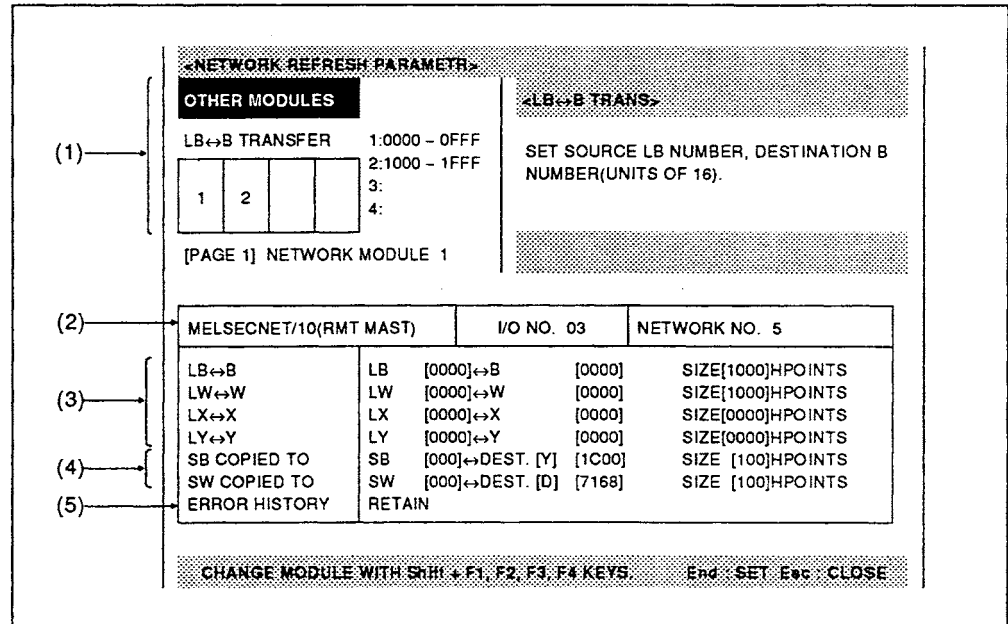 <NETWORK REFRESH PARAMETR>
OTHER MODULES
<LB↔B TRANS>
(1)
LB↔B TRANSFER
1:0000 – 0FFF
2:1000 – 1FFF
3:
4:
1 2
SET SOURCE LB NUMBER, DESTINATION B
NUMBER(UNITS OF 16).
[PAGE 1] NETWORK MODULE 1
(2) MELSECNET/10(RMT MAST) I/O NO. 03 NETWORK NO. 5
LB↔B LB [0000]↔B [0000] SIZE[1000]HPOINTS
(3) LW↔W LW [0000]↔W [0000] SIZE[1000]HPOINTS
LX↔X LX [0000]↔X [0000] SIZE[0000]HPOINTS
LY↔Y LY [0000]↔Y [0000] SIZE[0000]HPOINTS
(4) SB COPIED TO SB [000]↔DEST. [Y] [1C00] SIZE [100]HPOINTS
SW COPIED TO SW [000]↔DEST. [D] [7168] SIZE [100]HPOINTS
(5) ERROR HISTORY RETAIN
CHANGE MODULE WITH Shift + F1, F2, F3, F4 KEYS. End : SET Esc : CLOSE